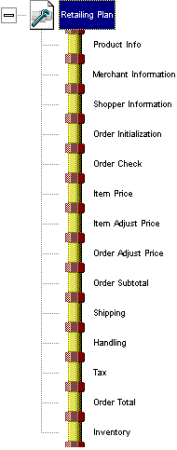 Retailing Plan
Product Info
Merchant Information
Shopper Information
Order Initialization
Order Check
Item Price
Item Adjust Price
Order Adjust Price
Order Subtotal
Shipping
Handling
Tax
Order Total
Inventory